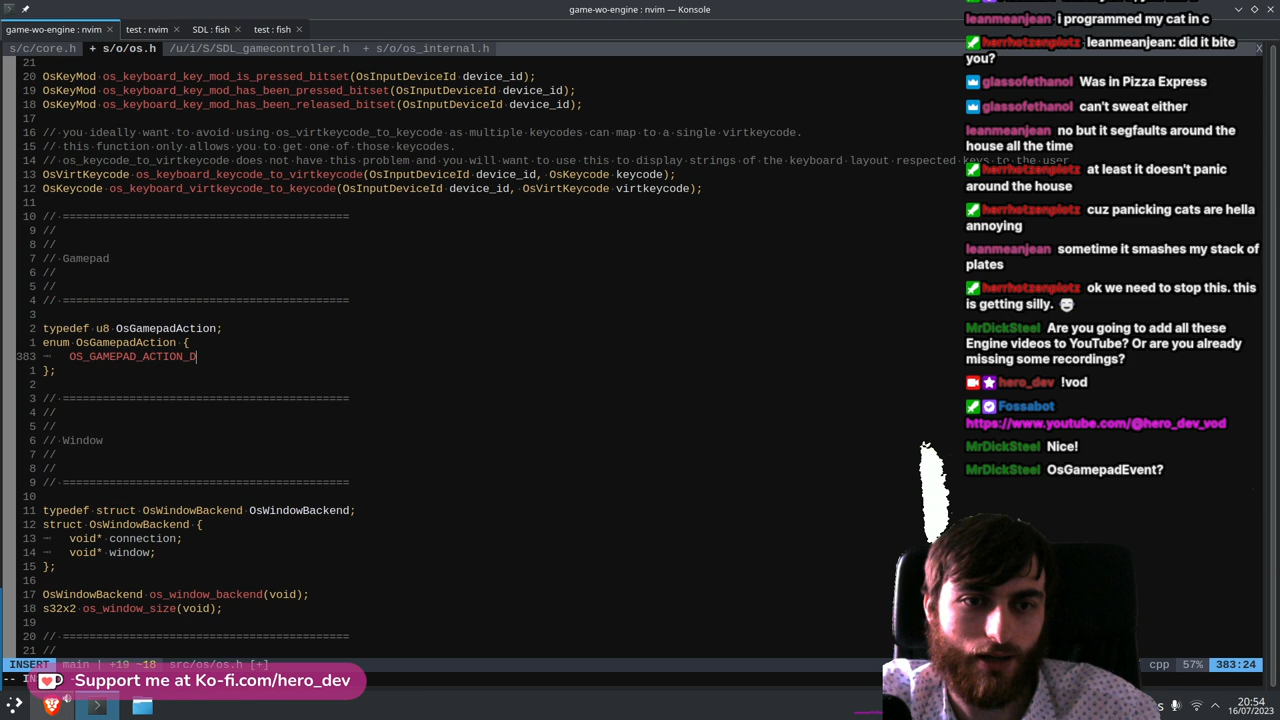 game-wo-engine : nvim — Konsole
game-wo-engine : nvim
test : nvim
SDL : fish
test : fish
s/c/core.h + s/o/os.h /u/i/S/SDL_gamecontroller.h + s/o/os_internal.h X
21
20 OsKeyMod os_keyboard_key_mod_is_pressed_bitset(OsInputDeviceId device_id);
19 OsKeyMod os_keyboard_key_mod_has_been_pressed_bitset(OsInputDeviceId device_id);
18 OsKeyMod os_keyboard_key_mod_has_been_released_bitset(OsInputDeviceId device_id);
17
16 // you ideally want to avoid using os_virtkeycode_to_keycode as multiple keycodes can map to a single virtkeycode.
15 // this function only allows you to get one of those keycodes.
14 // os_keycode_to_virtkeycode does not have this problem and you will want to use this to display strings of the keyboard layout respected keys to the user
13 OsVirtKeycode os_keyboard_keycode_to_virtkeycode(OsInputDeviceId device_id, OsKeycode keycode);
12 OsKeycode os_keyboard_virtkeycode_to_keycode(OsInputDeviceId device_id, OsVirtKeycode virtkeycode);
11
10 // ===========================================
9 //
8 //
7 // Gamepad
6 //
5 //
4 // ===========================================
3
2 typedef u8 OsGamepadAction;
1 enum OsGamepadAction {
383 OS_GAMEPAD_ACTION_D
1 };
2
3 // ===========================================
4 //
5 //
6 // Window
7 //
8 //
9 // ===========================================
10
11 typedef struct OsWindowBackend OsWindowBackend;
12 struct OsWindowBackend {
13 void* connection;
14 void* window;
15 };
16
17 OsWindowBackend os_window_backend(void);
18 s32x2 os_window_size(void);
19
20 // ===========================================
21 //
INSERT main | +19 ~18 src/os/os.h [+] cpp 57% 383:24
Support me at Ko-fi.com/hero_dev
leanmeanjean i programmed my cat in c
herrhotzenplotz leanmeanjean: did it bite
you?
glassofethanol Was in Pizza Express
glassofethanol can't sweat either
leanmeanjean no but it segfaults around the
house all the time
herrhotzenplotz at least it doesn't panic
around the house
herrhotzenplotz cuz panicking cats are hella
annoying
leanmeanjean sometime it smashes my stack of
plates
herrhotzenplotz ok we need to stop this. this
is getting silly.
MrDickSteel Are you going to add all these
Engine videos to YouTube? Or are you already
missing some recordings?
hero_dev !vod
Fossabot
https://www.youtube.com/@hero_dev_vod
MrDickSteel Nice!
MrDickSteel OsGamepadEvent?
20:54
16/07/2023